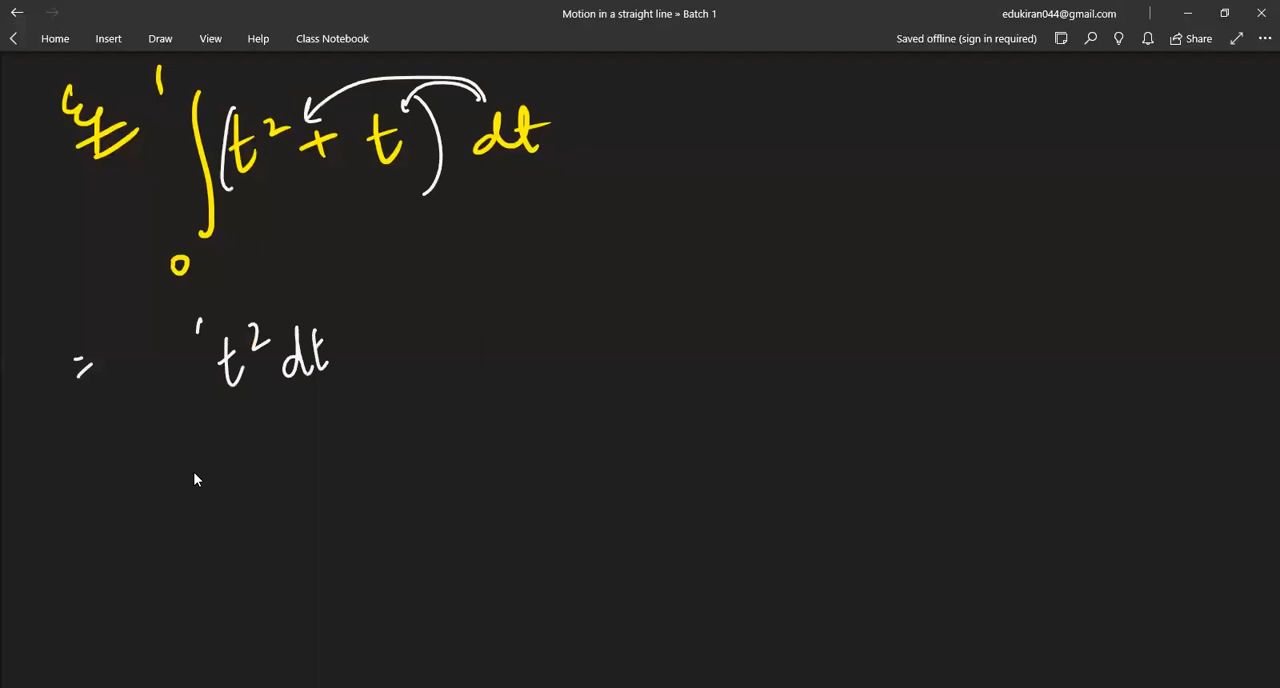 Motion in a straight line » Batch 1
edukiran044@gmail.com
Home Insert Draw View Help Class Notebook
Saved offline (sign in required) Share
1
∫(t² + t) dt
0
1
= t² dt